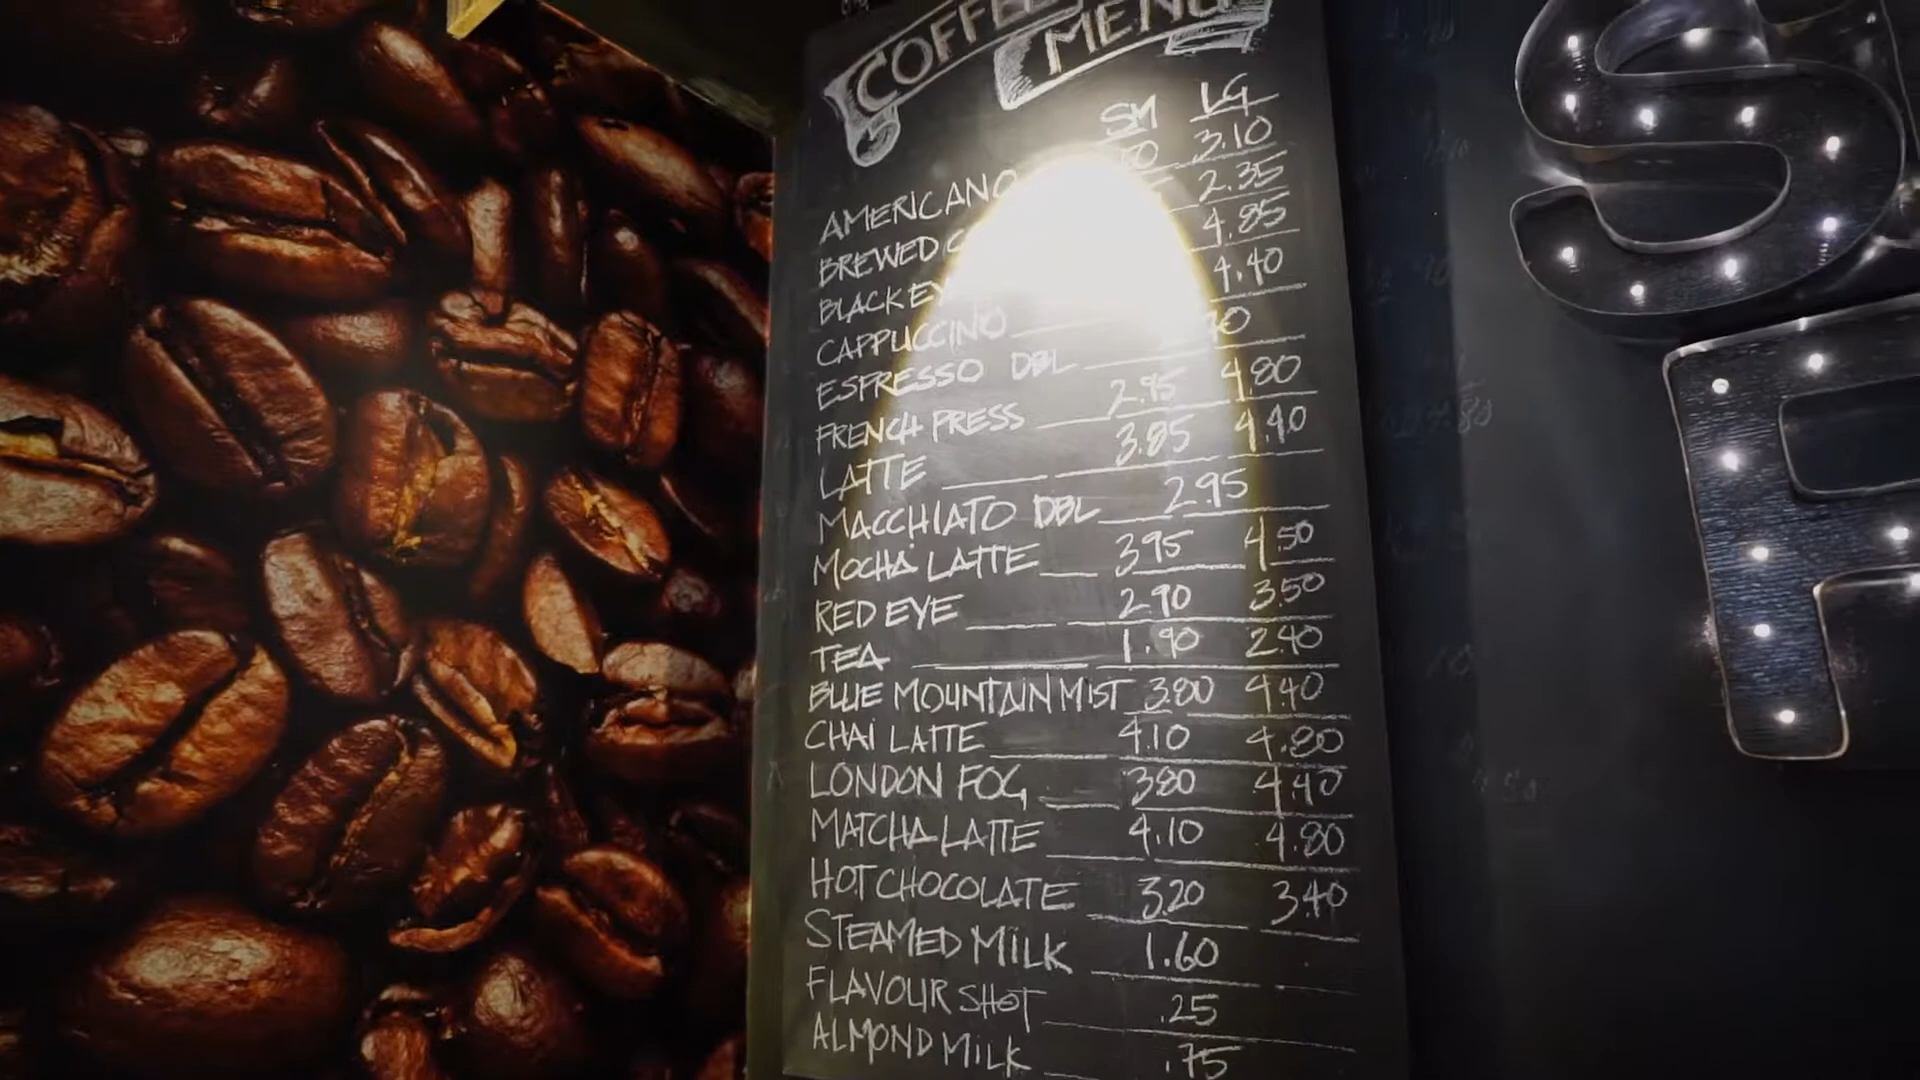 COFFEE
MENU
SM LG
AMERICANO 3.10
BREWED 2.35
4.85
CAPPUCCINO 4.40
ESPRESSO DBL
FRENCH PRESS 2.95 4.80
LATTE 3.85 4.40
MACCHIATO DBL 2.95
MOCHA LATTE 3.95 4.50
RED EYE 2.90 3.50
TEA 1.90 2.40
BLUE MOUNTAIN MIST 3.80 4.40
CHAI LATTE 4.10 4.80
LONDON FOG 3.80 4.40
MATCHA LATTE 4.10 4.80
HOT CHOCOLATE 3.20 3.40
STEAMED MILK 1.60
FLAVOUR SHOT .25
ALMOND MILK .75